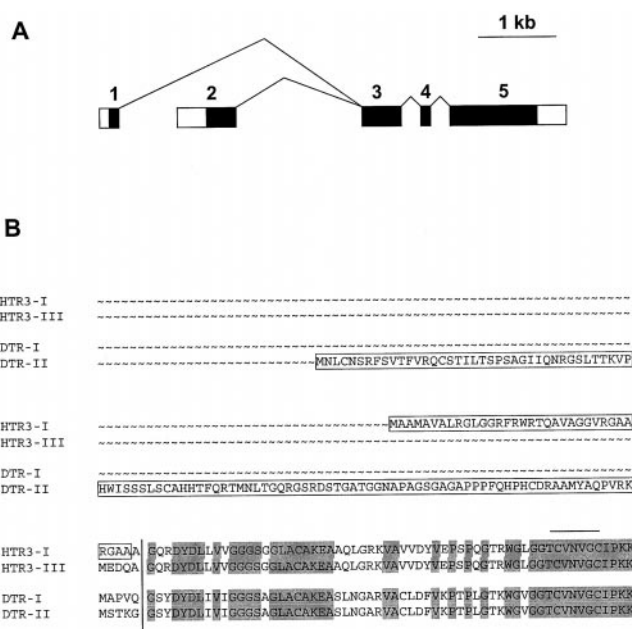 A
1 kb
1 2 3 4 5
B
HTR3-I ~~~~~~~~~~~~~~~~~~~~~~~~~~~~~~~~~~~~~~~~~~~~~~~~~~~~~~~~~~~~~~~~~~~~~~
HTR3-III ~~~~~~~~~~~~~~~~~~~~~~~~~~~~~~~~~~~~~~~~~~~~~~~~~~~~~~~~~~~~~~~~~~~~~~
DTR-I ~~~~~~~~~~~~~~~~~~~~~~~~~~~~~~~~~~~~~~~~~~~~~~~~~~~~~~~~~~~~~~~~~~~~~~
DTR-II ~~~~~~~~~~~~~~~~~~~~~~~~~~~~MNLCNSRFSVTFVRQCSTILTSPSAGIIQNRGSLTTKVP
HTR3-I ~~~~~~~~~~~~~~~~~~~~~~~~~~~~~~~~~~~~~~MAAMAVALRGLGGRFRWRTQAVAGGVRGAA
HTR3-III ~~~~~~~~~~~~~~~~~~~~~~~~~~~~~~~~~~~~~~~~~~~~~~~~~~~~~~~~~~~~~~~~~~~~~~
DTR-I ~~~~~~~~~~~~~~~~~~~~~~~~~~~~~~~~~~~~~~~~~~~~~~~~~~~~~~~~~~~~~~~~~~~~~~
DTR-II HWISSSLSCAHHTFQRTMNLTGQRGSRDSTGATGGNAPAGSGAGAPPPFQHPHCDRAAMYAQPVRK
HTR3-I RGAAA GQRDYDLLVVGGGSGGLACAKEAAQLGRKVAVVDYVEPSPQGTRWGLGGTCVNVGCIPKK
HTR3-III MEDQA GQRDYDLLVVGGGSGGLACAKEAAQLGRKVAVVDYVEPSPQGTRWGLGGTCVNVGCIPKK
DTR-I MAPVQ GSYDYDLIVIGGGSAGLACAKEASLNGARVACLDFVKPTPLGTKWGVGGTCVNVGCIPKK
DTR-II MSTKG GSYDYDLIVIGGGSAGLACAKEASLNGARVACLDFVKPTPLGTKWGVGGTCVNVGCIPKK